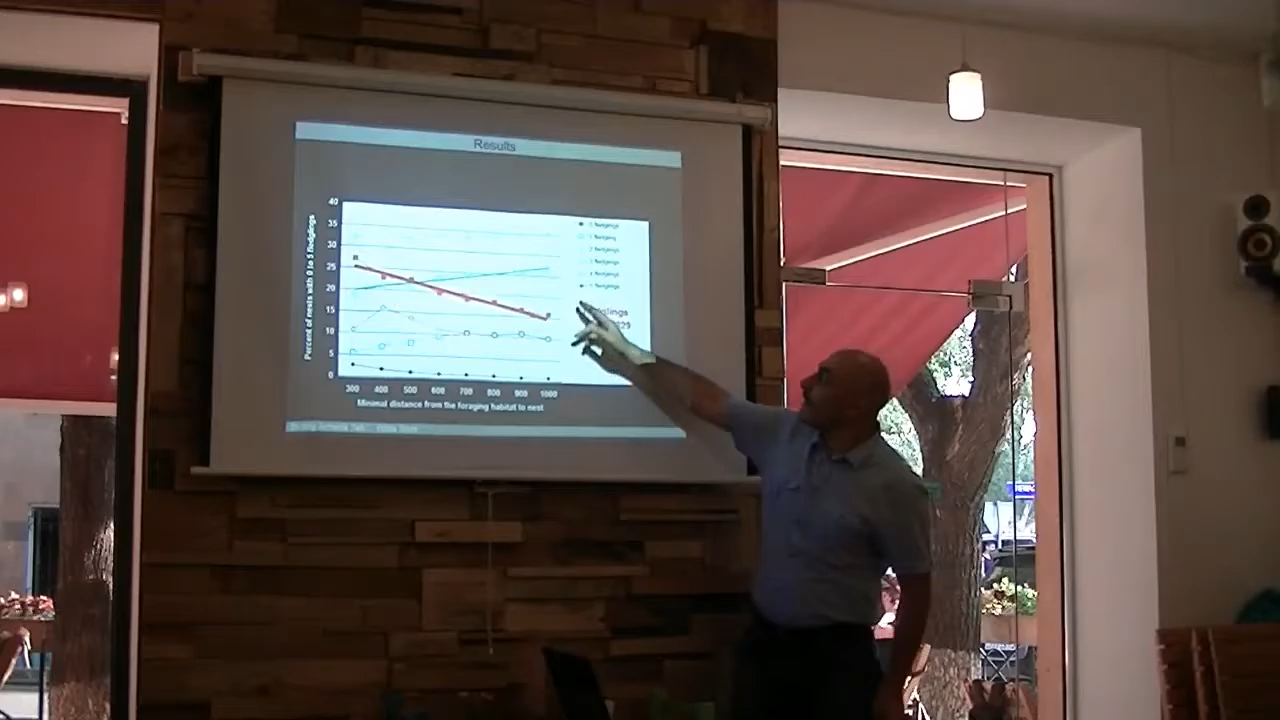 Results
40
35
30
25
20
15
10
5
0
Percent of nests with 0 to 5 fledglings
300 400 500 600 700 800 900 1000
Minimal distance from the foraging habitat to nest
fledglings
fledgling
fledglings
fledglings
fledglings
fledglings